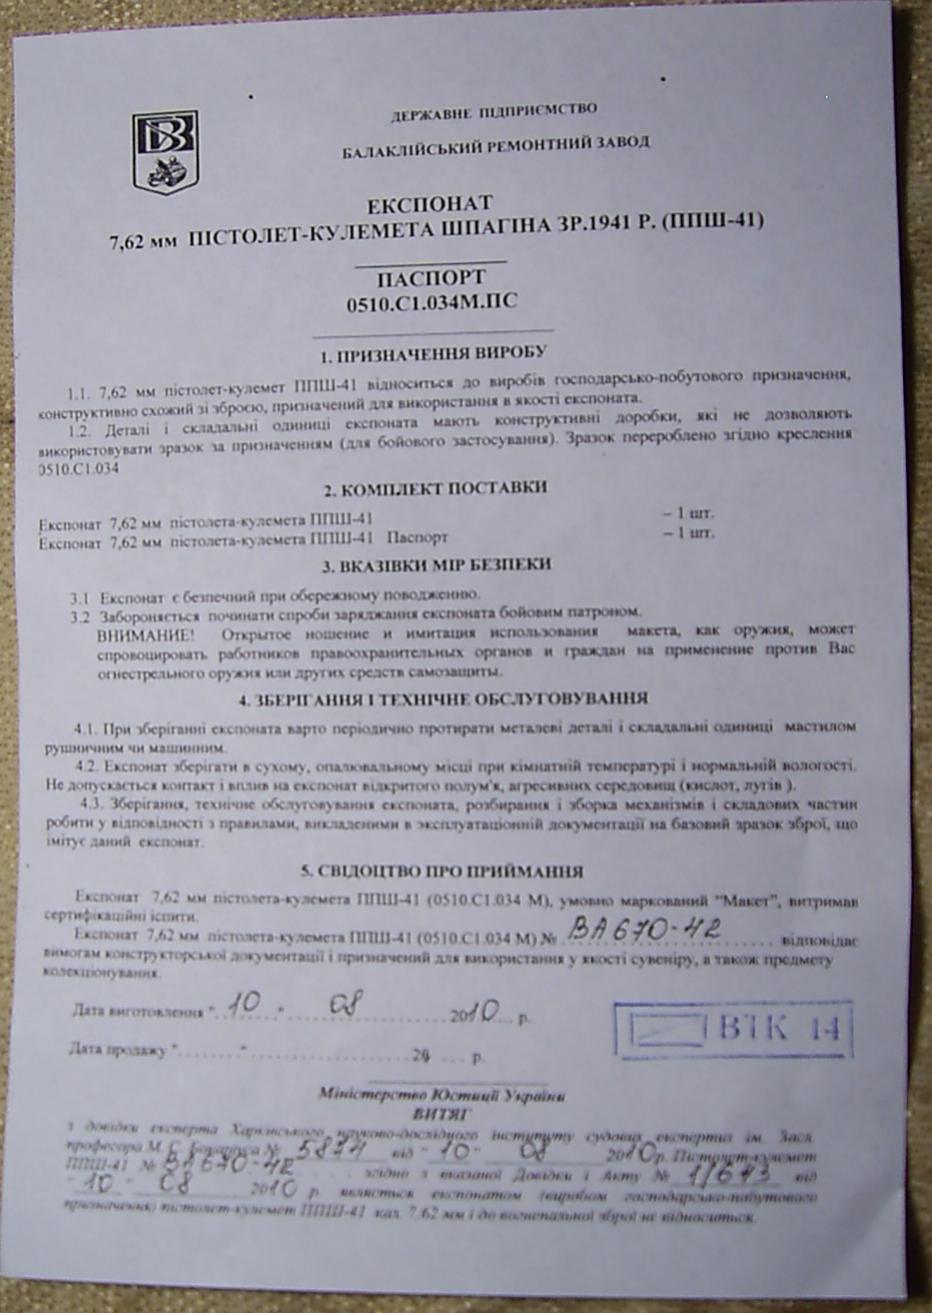 ДЕРЖАВНЕ ПІДПРИЄМСТВО
БАЛАКЛІЙСЬКИЙ РЕМОНТНИЙ ЗАВОД
ЕКСПОНАТ
7,62 мм ПІСТОЛЕТ-КУЛЕМЕТА ШПАГІНА ЗР.1941 Р. (ППШ-41)
ПАСПОРТ
0510.С1.034М.ПС
1. ПРИЗНАЧЕННЯ ВИРОБУ
1.1. 7,62 мм пістолет-кулемет ППШ-41 відноситься до виробів господарсько-побутового призначення,
конструктивно схожий зі зброєю, призначений для використання в якості експоната.
1.2. Деталі і складальні одиниці експоната мають конструктивні доробки, які не дозволяють
використовувати зразок за призначенням (для бойового застосування). Зразок перероблено згідно креслення
0510.С1.034
2. КОМПЛЕКТ ПОСТАВКИ
Експонат 7,62 мм пістолета-кулемета ППШ-41 – 1 шт.
Експонат 7,62 мм пістолета-кулемета ППШ-41 Паспорт – 1 шт.
3. ВКАЗІВКИ МІР БЕЗПЕКИ
3.1 Експонат є безпечний при обережному поводженню.
3.2 Забороняється починати спроби заряджання експоната бойовим патроном.
ВНИМАНИЕ! Открытое ношение и имитация использования макета, как оружия, может
спровоцировать работников правоохранительных органов и граждан на применение против Вас
огнестрельного оружия или других средств самозащиты.
4. ЗБЕРІГАННЯ І ТЕХНІЧНЕ ОБСЛУГОВУВАННЯ
4.1. При зберіганні експоната варто періодично протирати металеві деталі і складальні одиниці мастилом
рушничним чи машинним.
4.2. Експонат зберігати в сухому, опалювальному місці при кімнатній температурі і нормальній вологості.
Не допускається контакт і вплив на експонат відкритого полум'я, агресивних середовищ (кислот, лугів ).
4.3. Зберігання, технічне обслуговування експоната, розбирання і зборка механізмів і складових частин
робити у відповідності з правилами, викладеними в эксплуатаційній документації на базовий зразок зброї, що
імітує даний експонат.
5. СВІДОЦТВО ПРО ПРИЙМАННЯ
Експонат 7,62 мм пістолета-кулемета ППШ-41 (0510.С1.034 М), умовно маркований “Макет”, витримав
сертифікаційні іспити.
Експонат 7,62 мм пістолета-кулемета ППШ-41 (0510.С1.034 М) № ВА670-42 відповідає
вимогам конструкторської документації і призначений для використання у якості сувеніру, а також предмету
колекціонування.
Дата виготовлення “ 10 ” 08 2010 р.
ВТК 14
Дата продажу “ ” 20 р.
Міністерство Юстиції України
ВИТЯГ
з довідки експерта Харківського науково-дослідного інституту судових експертиз ім. Засл.
професора М. С. Бокаріуса № 5874 від " 10 " 08 2010 р. Пістолет-кулемет
ППШ-41 № ВА670-42 згідно з вказаної Довідки і Акту № 1/673 від
" 10 " 08 2010 р. являється експонатом (виробом господарсько-побутового
призначення) пістолет-кулемет ППШ-41 кал. 7,62 мм і до вогнепальної зброї не відноситься.